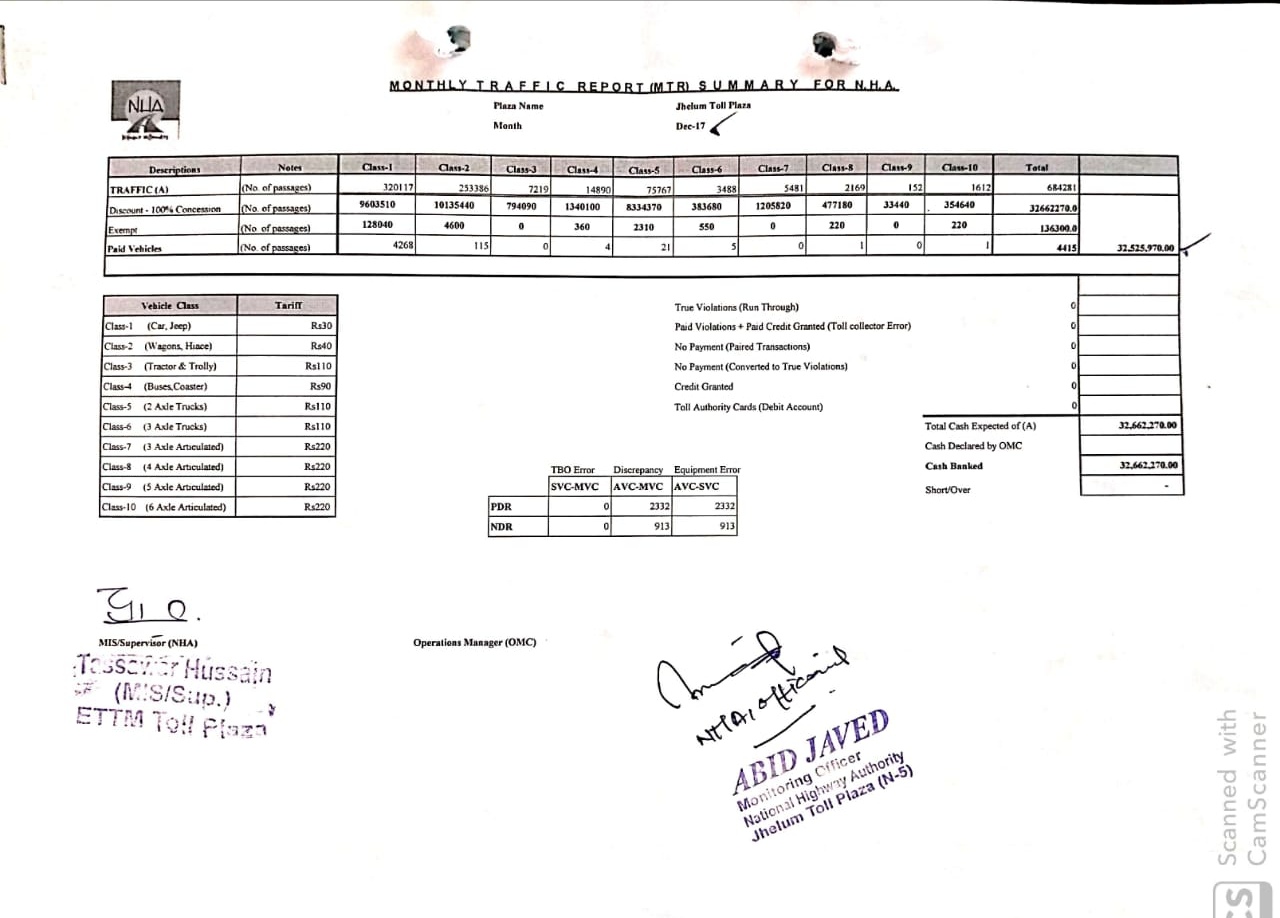 MONTHLY TRAFFIC REPORT (MTR) SUMMARY FOR N.H.A.
NHA
Plaza Name Jhelum Toll Plaza
Month Dec-17
Descriptions Notes Class-1 Class-2 Class-3 Class-4 Class-5 Class-6 Class-7 Class-8 Class-9 Class-10 Total
TRAFFIC (A) (No. of passages) 320117 253386 7219 14890 75767 3488 5481 2169 152 1612 684281
Discount - 100% Concession (No. of passages) 9603510 10135440 794090 1340100 8334370 383680 1205820 477180 33440 354640 32662270.0
Exempt (No. of passages) 128040 4600 0 360 2310 550 0 220 0 220 136300.0
Paid Vehicles (No. of passages) 4268 115 0 4 21 5 0 1 0 1 4415 32,525,970.00
Vehicle Class Tariff
Class-1 (Car, Jeep) Rs30
Class-2 (Wagons, Hiace) Rs40
Class-3 (Tractor & Trolly) Rs110
Class-4 (Buses,Coaster) Rs90
Class-5 (2 Axle Trucks) Rs110
Class-6 (3 Axle Trucks) Rs110
Class-7 (3 Axle Articulated) Rs220
Class-8 (4 Axle Articulated) Rs220
Class-9 (5 Axle Articulated) Rs220
Class-10 (6 Axle Articulated) Rs220
True Violations (Run Through) 0
Paid Violations + Paid Credit Granted (Toll collector Error) 0
No Payment (Paired Transactions) 0
No Payment (Converted to True Violations) 0
Credit Granted 0
Toll Authority Cards (Debit Account) 0
Total Cash Expected of (A) 32,662,270.00
Cash Declared by OMC
Cash Banked 32,662,270.00
Short/Over -
TBO Error Discrepancy Equipment Error
SVC-MVC AVC-MVC AVC-SVC
PDR 0 2332 2332
NDR 0 913 913
MIS/Supervisor (NHA)
Operations Manager (OMC)
Tassawer Hussain
(MIS/Sup.)
ETTM Toll Plaza
ABID JAVED
Monitoring Officer
National Highway Authority
Jhelum Toll Plaza (N-5)
Scanned with
CamScanner
CS